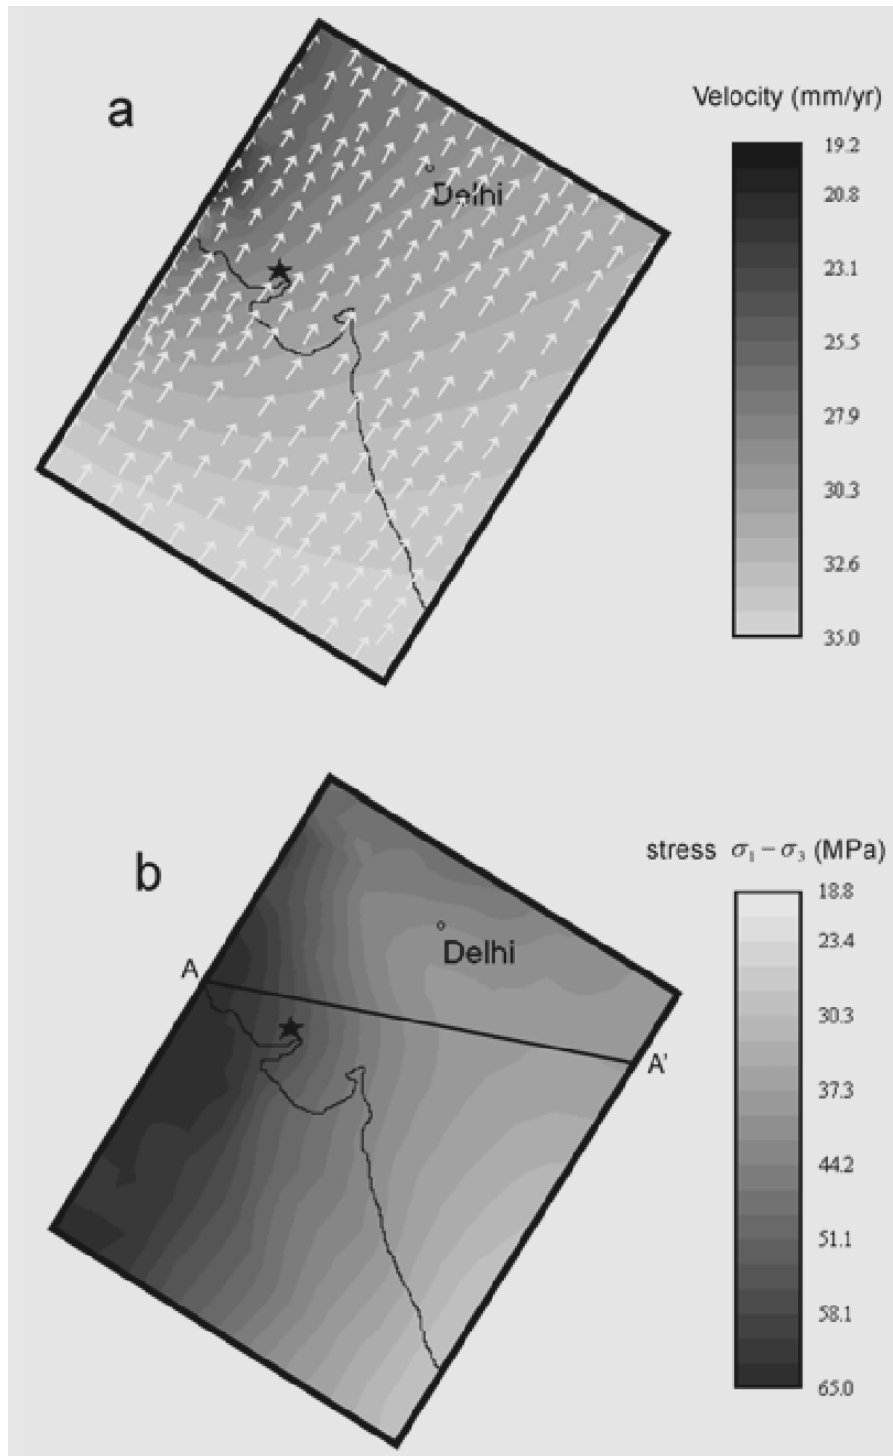 a
Velocity (mm/yr)
19.2
20.8
23.1
25.5
27.9
30.3
32.6
35.0
Delhi
b
stress σ₁ − σ₃ (MPa)
18.8
23.4
30.3
37.3
44.2
51.1
58.1
65.0
Delhi
A
A'